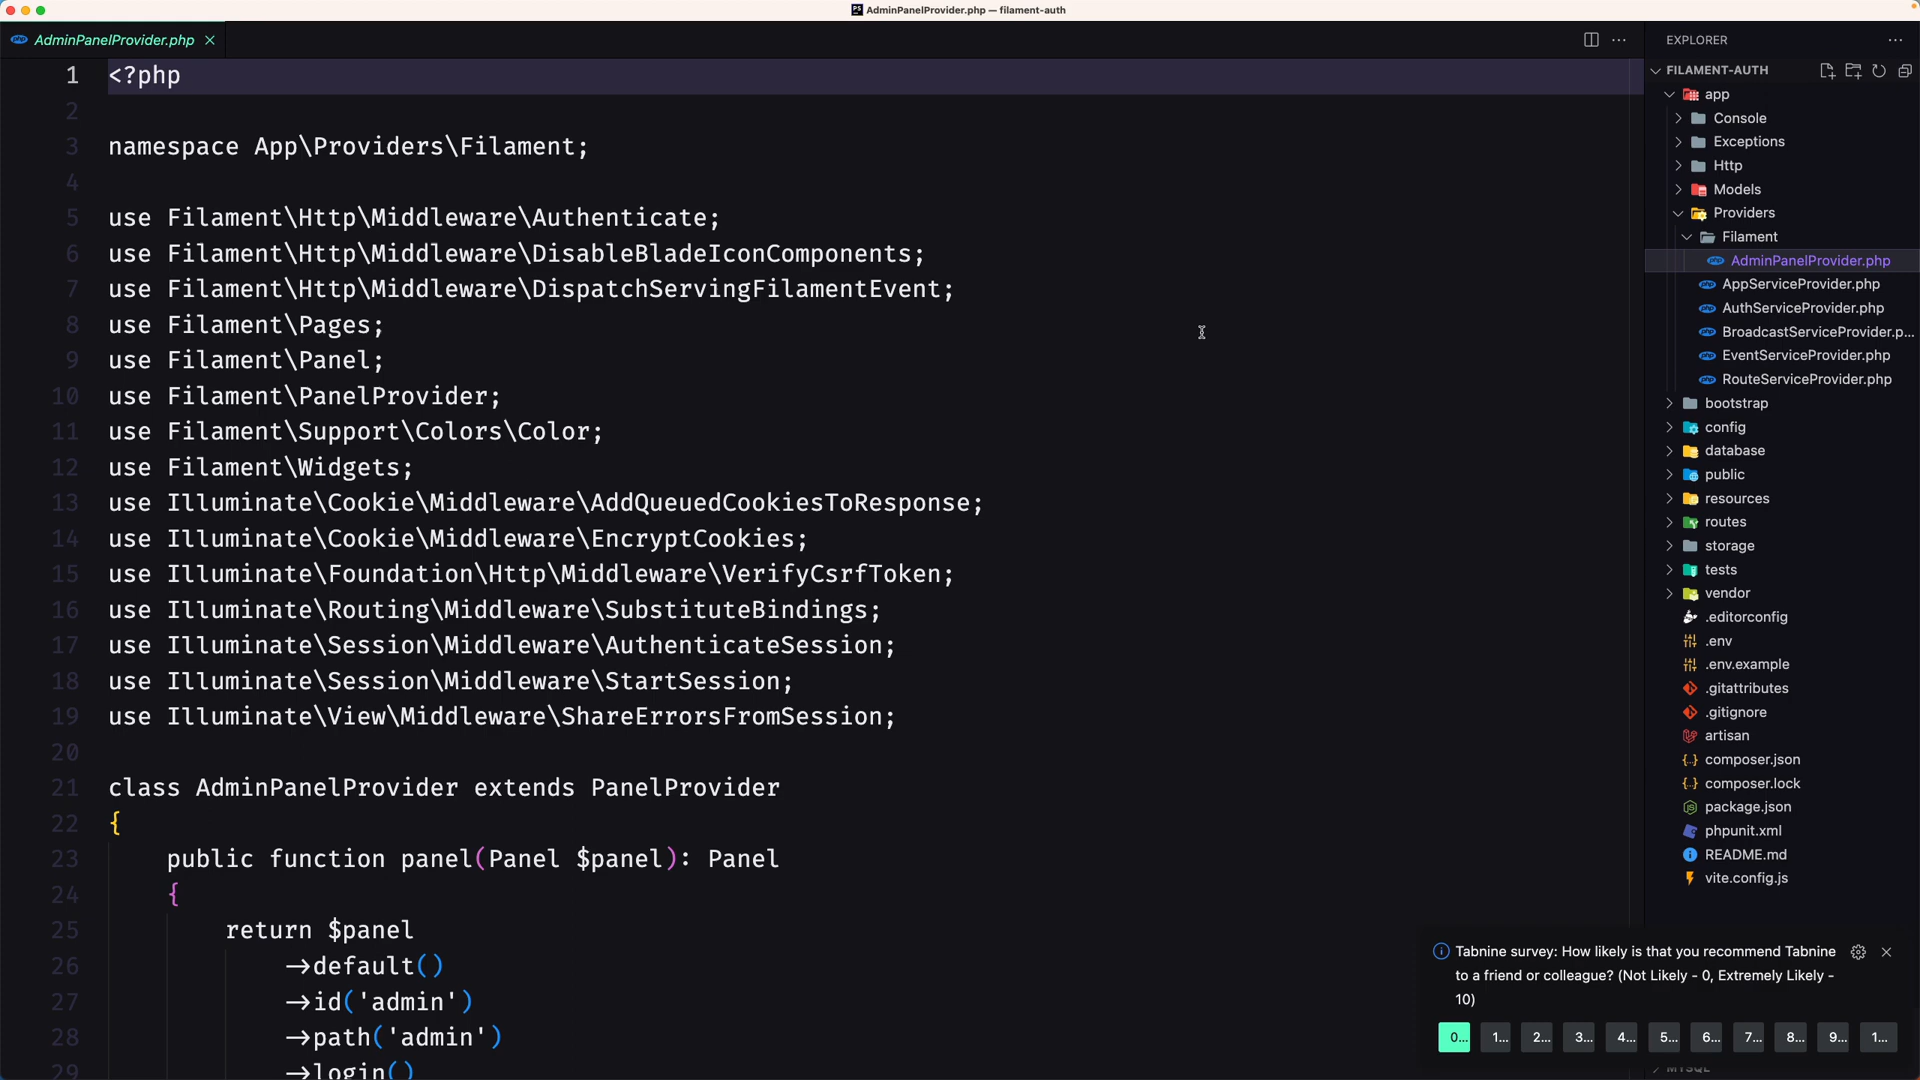 AdminPanelProvider.php — filament-auth
AdminPanelProvider.php
1 <?php
2
3 namespace App\Providers\Filament;
4
5 use Filament\Http\Middleware\Authenticate;
6 use Filament\Http\Middleware\DisableBladeIconComponents;
7 use Filament\Http\Middleware\DispatchServingFilamentEvent;
8 use Filament\Pages;
9 use Filament\Panel;
10 use Filament\PanelProvider;
11 use Filament\Support\Colors\Color;
12 use Filament\Widgets;
13 use Illuminate\Cookie\Middleware\AddQueuedCookiesToResponse;
14 use Illuminate\Cookie\Middleware\EncryptCookies;
15 use Illuminate\Foundation\Http\Middleware\VerifyCsrfToken;
16 use Illuminate\Routing\Middleware\SubstituteBindings;
17 use Illuminate\Session\Middleware\AuthenticateSession;
18 use Illuminate\Session\Middleware\StartSession;
19 use Illuminate\View\Middleware\ShareErrorsFromSession;
20
21 class AdminPanelProvider extends PanelProvider
22 {
23 public function panel(Panel $panel): Panel
24 {
25 return $panel
26 ->default()
27 ->id('admin')
28 ->path('admin')
29 ->login()
EXPLORER
FILAMENT-AUTH
app
Console
Exceptions
Http
Models
Providers
Filament
AdminPanelProvider.php
AppServiceProvider.php
AuthServiceProvider.php
BroadcastServiceProvider.p...
EventServiceProvider.php
RouteServiceProvider.php
bootstrap
config
database
public
resources
routes
storage
tests
vendor
.editorconfig
.env
.env.example
.gitattributes
.gitignore
artisan
composer.json
composer.lock
package.json
phpunit.xml
README.md
vite.config.js
Tabnine survey: How likely is that you recommend Tabnine
to a friend or colleague? (Not Likely - 0, Extremely Likely -
10)
0... 1... 2... 3... 4... 5... 6... 7... 8... 9... 1...
MYSQL